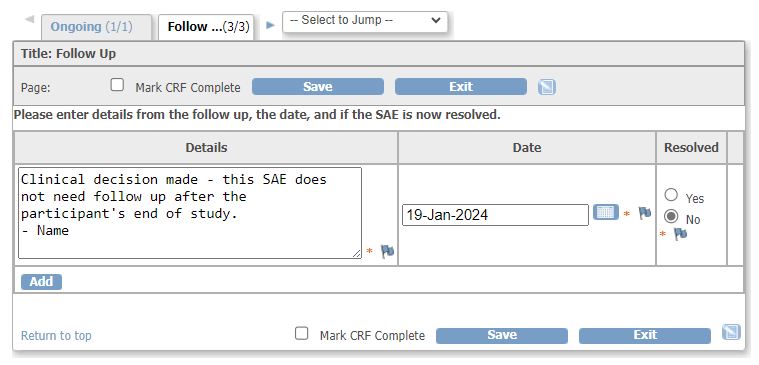 Ongoing (1/1)
Follow ...(3/3)
-- Select to Jump --
Title: Follow Up
Page:
Mark CRF Complete
Save
Exit
Please enter details from the follow up, the date, and if the SAE is now resolved.
Details
Date
Resolved
Clinical decision made - this SAE does
not need follow up after the
participant's end of study.
- Name
*
19-Jan-2024
*
Yes
No
*
Add
Return to top
Mark CRF Complete
Save
Exit